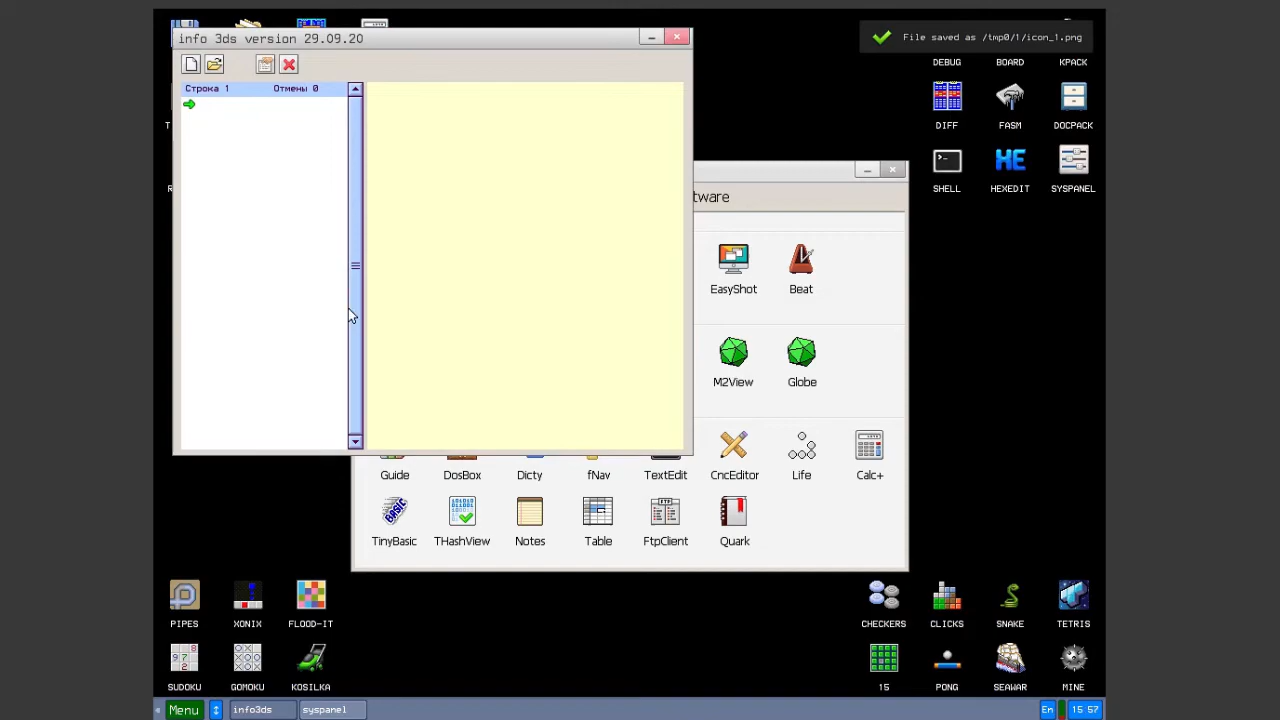 info 3ds version 29.09.20
File saved as /tmp0/1/icon_1.png
DEBUG BOARD KPACK
Строка 1 Отмены 0
DIFF FASM DOCPACK
SHELL HEXEDIT SYSPANEL
tware
EasyShot Beat
M2View Globe
Guide DosBox Dicty fNav TextEdit CncEditor Life Calc+
TinyBasic THashView Notes Table FtpClient Quark
PIPES XONIX FLOOD-IT CHECKERS CLICKS SNAKE TETRIS
SUDOKU GOMOKU KOSILKA 15 PONG SEAWAR MINE
Menu info3ds syspanel En 15 57